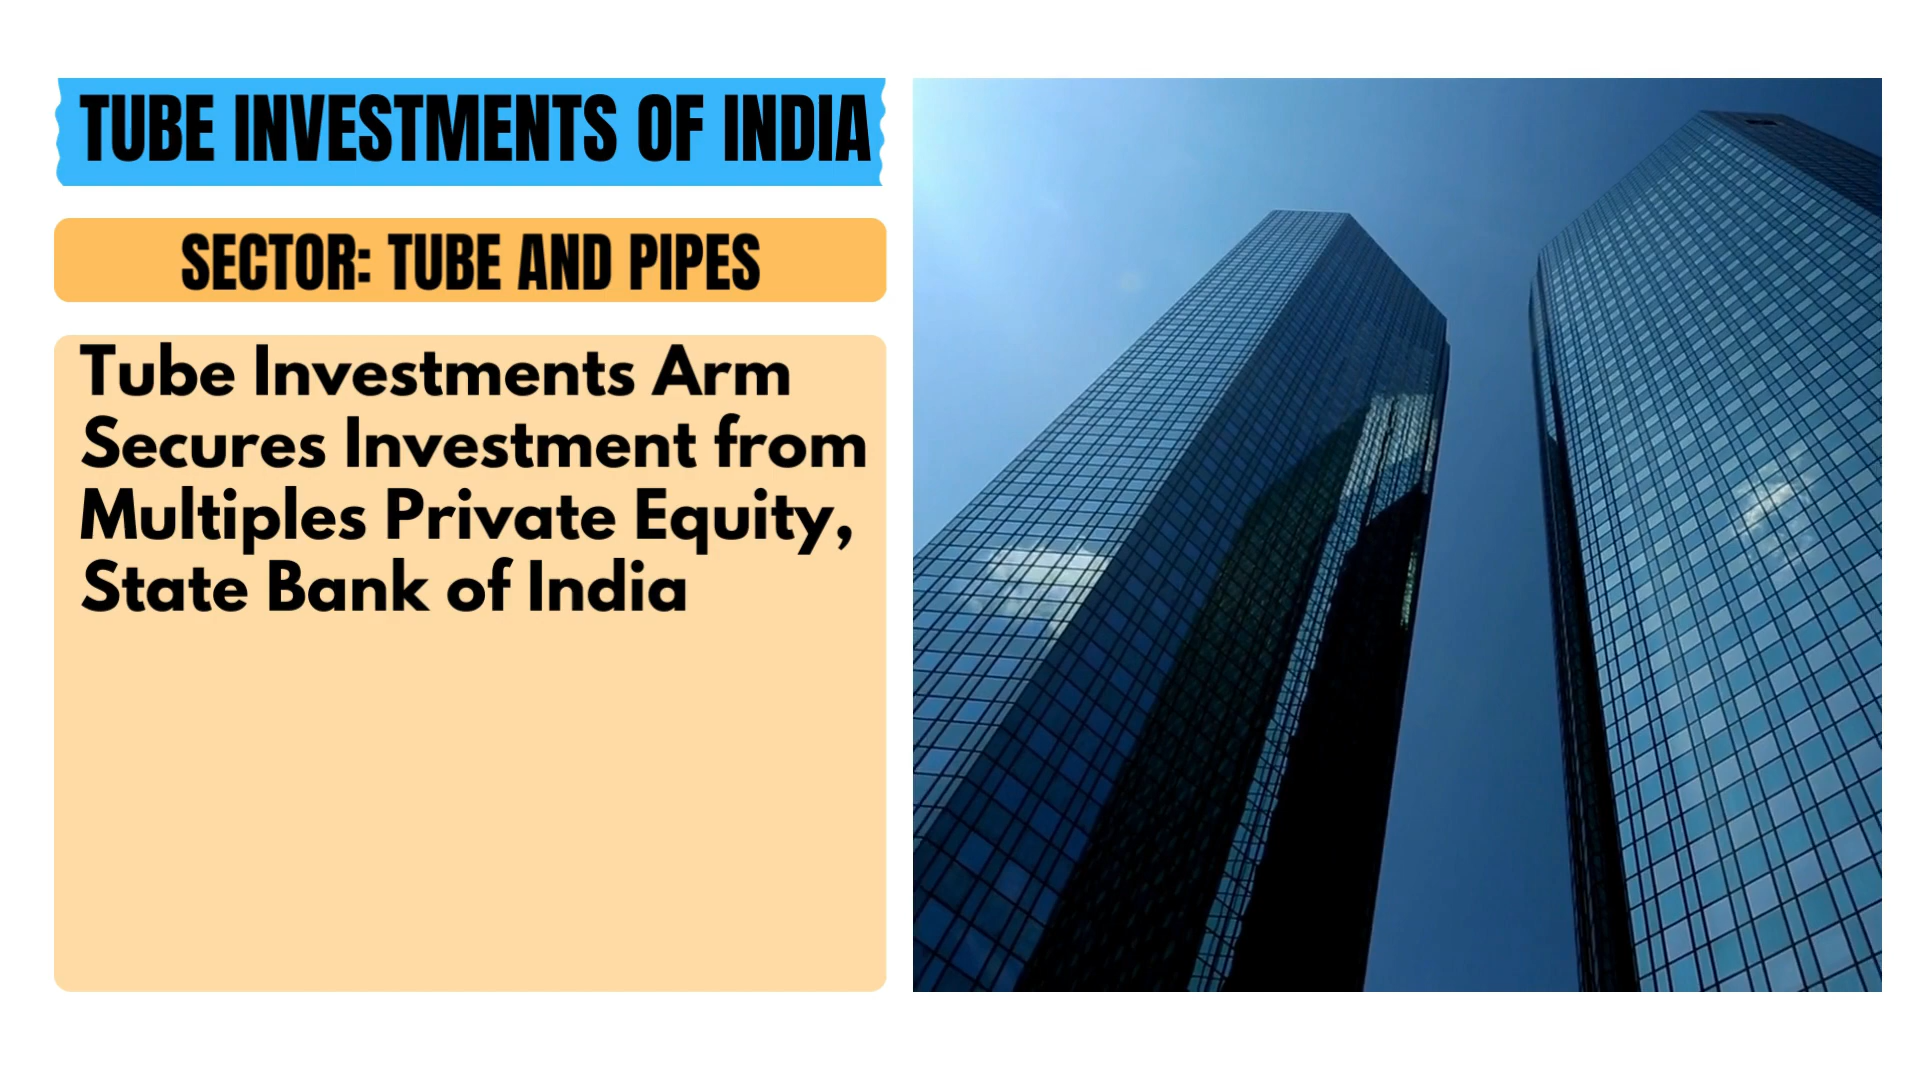 TUBE INVESTMENTS OF INDIA
SECTOR: TUBE AND PIPES
Tube Investments Arm
Secures Investment from
Multiples Private Equity,
State Bank of India